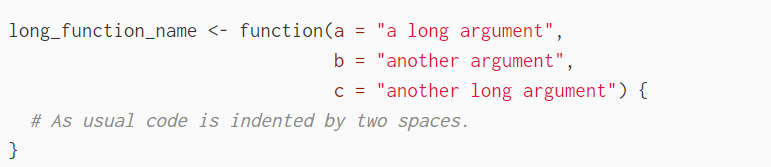 long_function_name <- function(a = "a long argument",
                               b = "another argument",
                               c = "another long argument") {
  # As usual code is indented by two spaces.
}